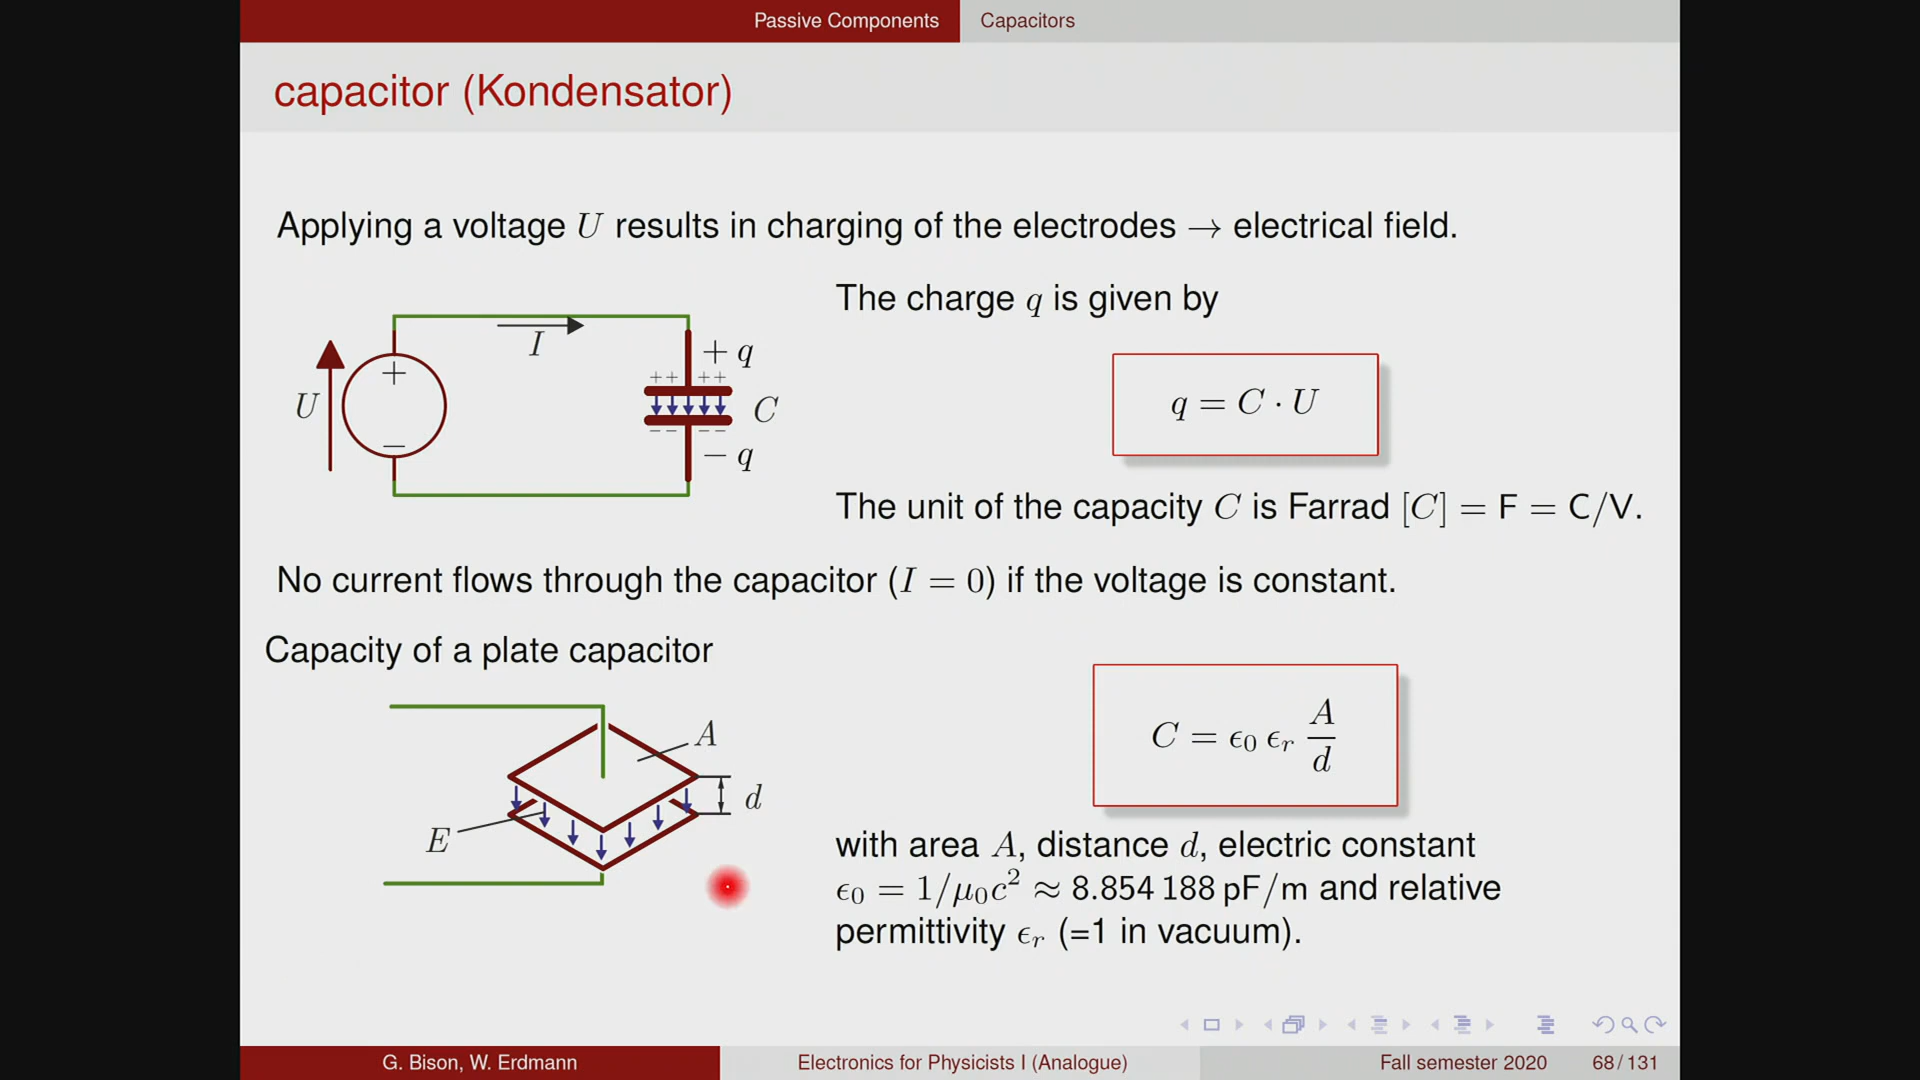 Passive Components Capacitors
capacitor (Kondensator)
Applying a voltage U results in charging of the electrodes → electrical field.
The charge q is given by
I
+
−
U
+ q
+ + + +
C
− − − −
− q
q = C · U
The unit of the capacity C is Farrad [C] = F = C/V.
No current flows through the capacitor (I = 0) if the voltage is constant.
Capacity of a plate capacitor
A
d
E
C = ϵ0 ϵr A/d
with area A, distance d, electric constant
ϵ0 = 1/μ0c² ≈ 8.854 188 pF/m and relative
permittivity ϵr (=1 in vacuum).
G. Bison, W. Erdmann Electronics for Physicists I (Analogue) Fall semester 2020 68 / 131